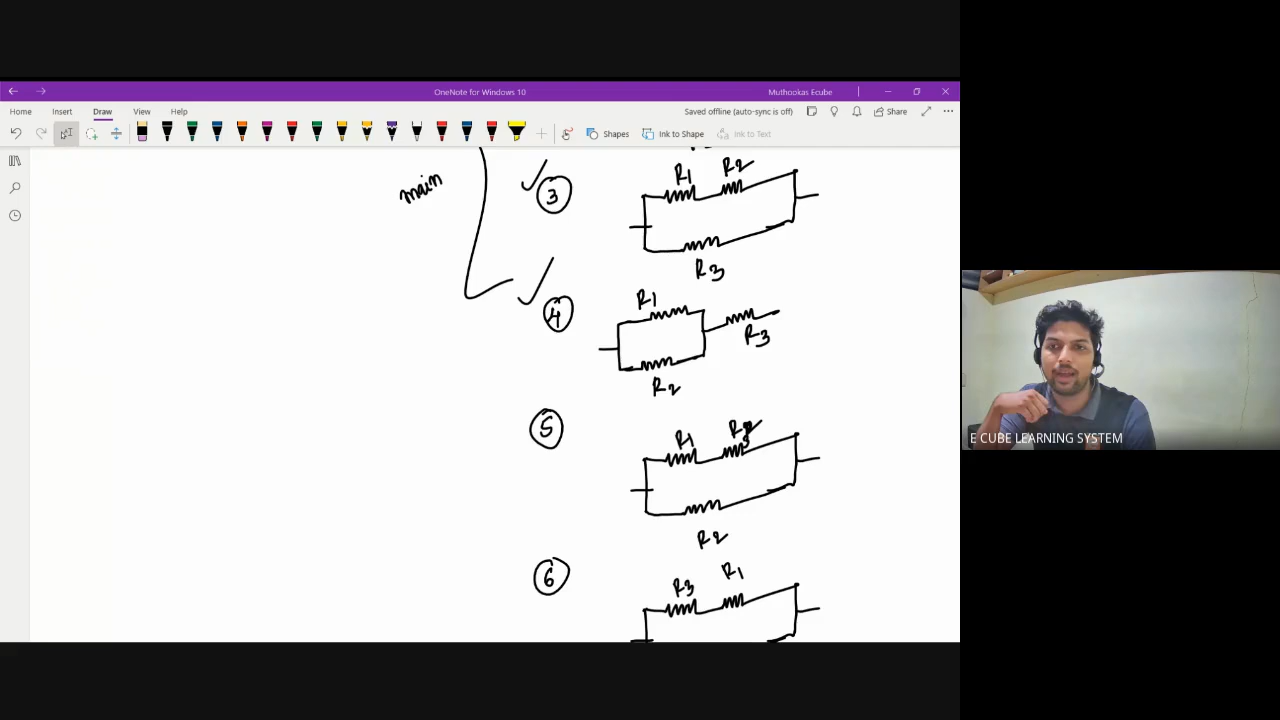 OneNote for Windows 10
Muthookas Ecube
Home Insert Draw View Help
Saved offline (auto-sync is off)
Share
Shapes
Ink to Shape
Ink to Text
main
3
R1 R2
R3
4
R1
R3
R2
5
R1
R2
6
R3 R1
E CUBE LEARNING SYSTEM